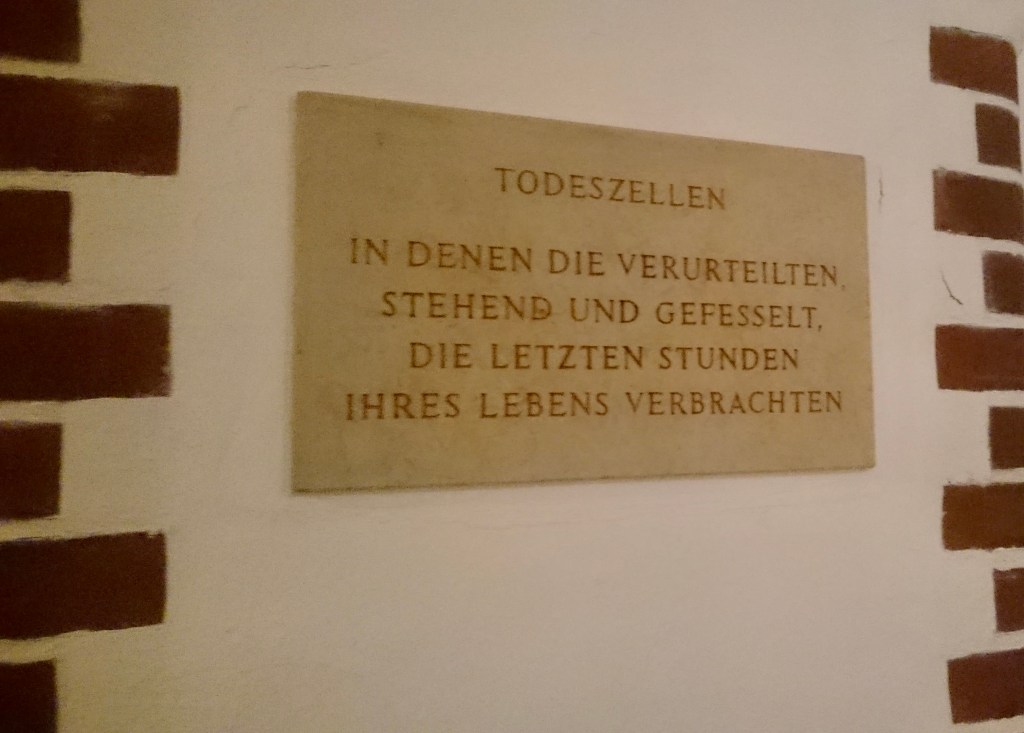 TODESZELLEN
IN DENEN DIE VERURTEILTEN,
STEHEND UND GEFESSELT,
DIE LETZTEN STUNDEN
IHRES LEBENS VERBRACHTEN